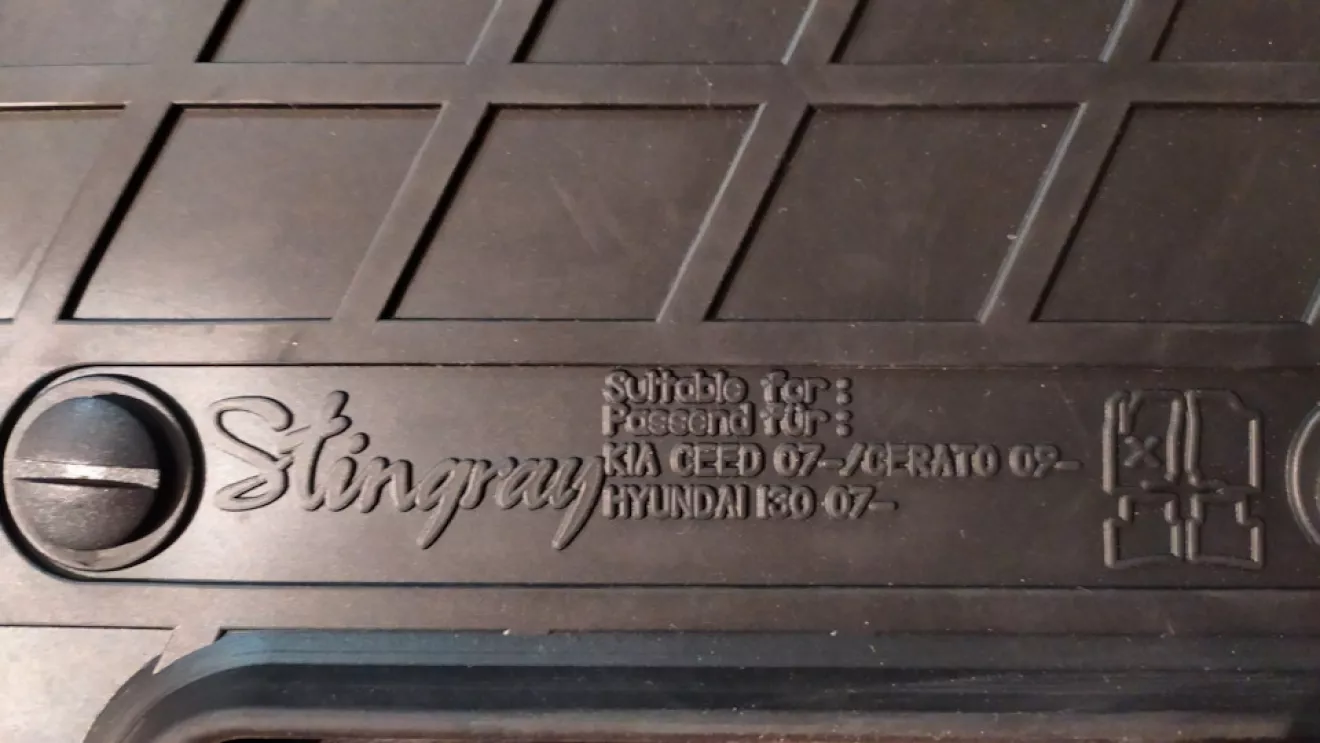 Stingray
Suitable for:
Passend für:
KIA CEED 07-/CERATO 09-
HYUNDAI I30 07-
X